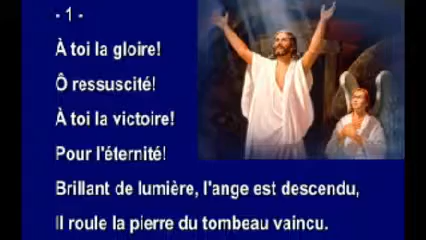 - 1 -
À toi la gloire!
Ô ressuscité!
À toi la victoire!
Pour l'éternité!
Brillant de lumière, l'ange est descendu,
Il roule la pierre du tombeau vaincu.